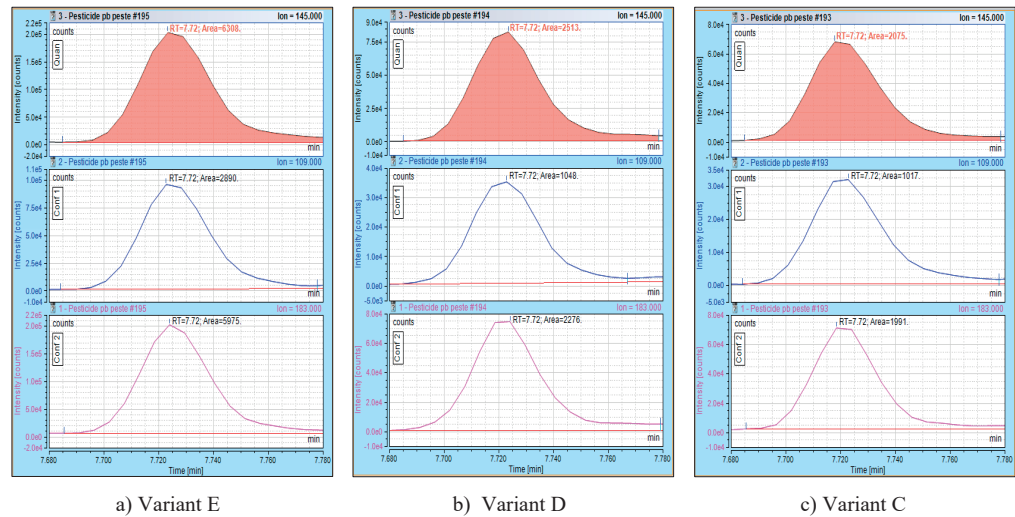 3 - Pesticide pb peste #195 Ion = 145.000
counts
Quan
RT=7.72; Area=6308.
Intensity [counts]
2.2e5
2.0e5
1.5e5
1.0e5
5.0e4
0.0e0
-2.0e4
min
2 - Pesticide pb peste #195 Ion = 109.000
counts
Conf 1
RT=7.72; Area=2890.
Intensity [counts]
1.1e5
1.0e5
7.5e4
5.0e4
2.5e4
0.0e0
-1.0e4
min
1 - Pesticide pb peste #195 Ion = 183.000
counts
Conf 2
RT=7.72; Area=5975.
Intensity [counts]
2.2e5
2.0e5
1.5e5
1.0e5
5.0e4
0.0e0
-2.0e4
min
7.680 7.700 7.720 7.740 7.760 7.780
Time [min]
a) Variant E
3 - Pesticide pb peste #194 Ion = 145.000
counts
Quan
RT=7.72; Area=2513.
Intensity [counts]
9.0e4
7.5e4
5.0e4
2.5e4
0.0e0
-1.0e4
min
2 - Pesticide pb peste #194 Ion = 109.000
counts
Conf 1
RT=7.72; Area=1048.
Intensity [counts]
4.0e4
3.0e4
2.0e4
1.0e4
-5.0e3
min
1 - Pesticide pb peste #194 Ion = 183.000
counts
Conf 2
RT=7.72; Area=2276.
Intensity [counts]
8.0e4
6.0e4
4.0e4
2.0e4
0.0e0
-1.0e4
min
7.680 7.700 7.720 7.740 7.760 7.780
Time [min]
b) Variant D
3 - Pesticide pb peste #193 Ion = 145.000
counts
Quan
RT=7.72; Area=2075.
Intensity [counts]
8.0e4
6.0e4
4.0e4
2.0e4
0.0e0
-1.0e4
min
2 - Pesticide pb peste #193 Ion = 109.000
counts
Conf 1
RT=7.72; Area=1017.
Intensity [counts]
3.5e4
3.0e4
2.0e4
1.0e4
0.0e0
-5.0e3
min
1 - Pesticide pb peste #193 Ion = 183.000
counts
Conf 2
RT=7.72; Area=1991.
Intensity [counts]
8.0e4
6.0e4
4.0e4
2.0e4
0.0e0
-1.0e4
min
7.680 7.700 7.720 7.740 7.760 7.780
Time [min]
c) Variant C